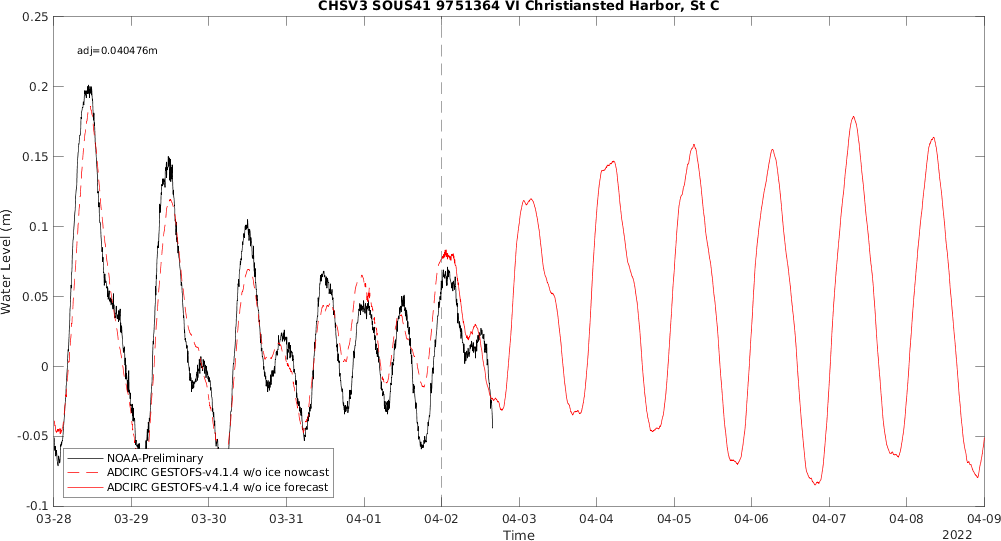 CHSV3 SOUS41 9751364 VI Christiansted Harbor, St C
0.25
adj=0.040476m
0.2
0.15
0.1
0.05
0
-0.05
-0.1
Water Level (m)
NOAA-Preliminary
ADCIRC GESTOFS-v4.1.4 w/o ice nowcast
ADCIRC GESTOFS-v4.1.4 w/o ice forecast
03-28 03-29 03-30 03-31 04-01 04-02 04-03 04-04 04-05 04-06 04-07 04-08 04-09
Time
2022